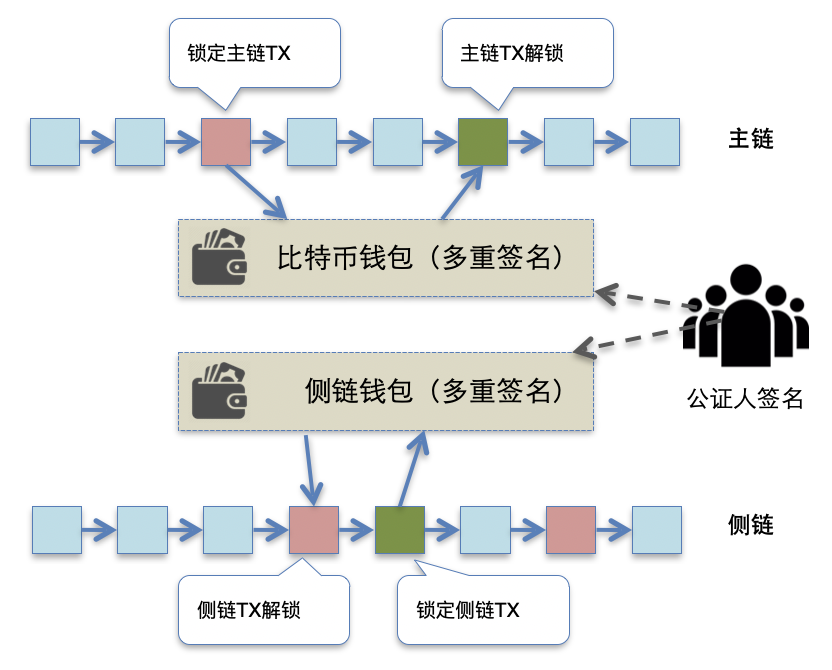 锁定主链TX
主链TX解锁
主链
比特币钱包（多重签名）
侧链钱包（多重签名）
公证人签名
侧链
侧链TX解锁
锁定侧链TX